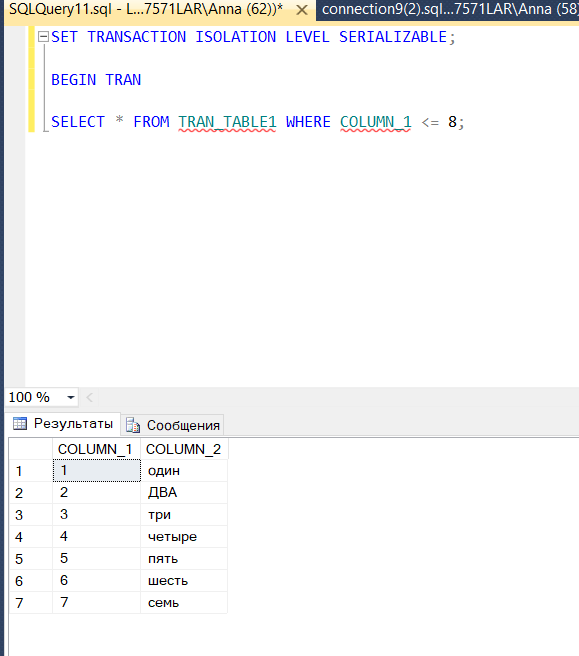 SQLQuery11.sql - L...7571LAR\Anna (62))* connection9(2).sql...7571LAR\Anna (58
SET TRANSACTION ISOLATION LEVEL SERIALIZABLE;
BEGIN TRAN
SELECT * FROM TRAN_TABLE1 WHERE COLUMN_1 <= 8;
100 %
Результаты Сообщения
COLUMN_1 COLUMN_2
1 1 один
2 2 ДВА
3 3 три
4 4 четыре
5 5 пять
6 6 шесть
7 7 семь